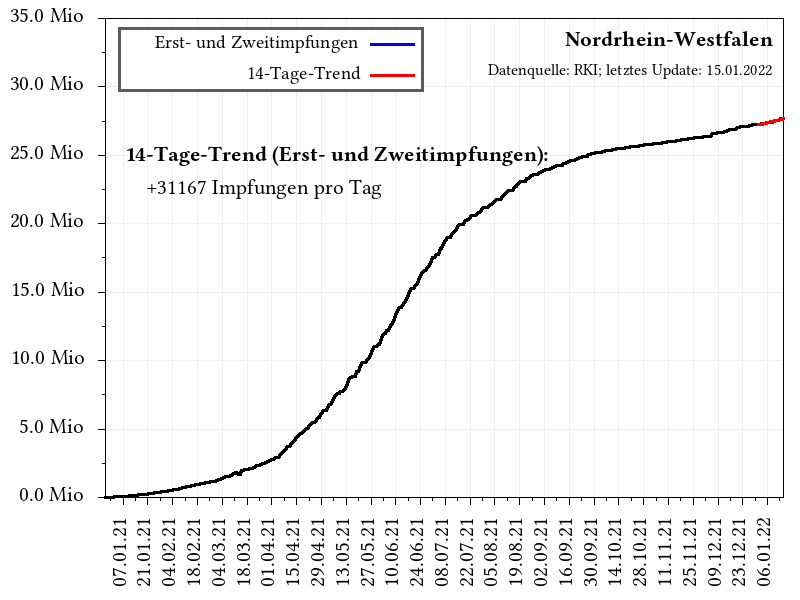 35.0 Mio
30.0 Mio
25.0 Mio
20.0 Mio
15.0 Mio
10.0 Mio
5.0 Mio
0.0 Mio
Erst- und Zweitimpfungen
14-Tage-Trend
Nordrhein-Westfalen
Datenquelle: RKI; letztes Update: 15.01.2022
14-Tage-Trend (Erst- und Zweitimpfungen):
+31167 Impfungen pro Tag
07.01.21
21.01.21
04.02.21
18.02.21
04.03.21
18.03.21
01.04.21
15.04.21
29.04.21
13.05.21
27.05.21
10.06.21
24.06.21
08.07.21
22.07.21
05.08.21
19.08.21
02.09.21
16.09.21
30.09.21
14.10.21
28.10.21
11.11.21
25.11.21
09.12.21
23.12.21
06.01.22